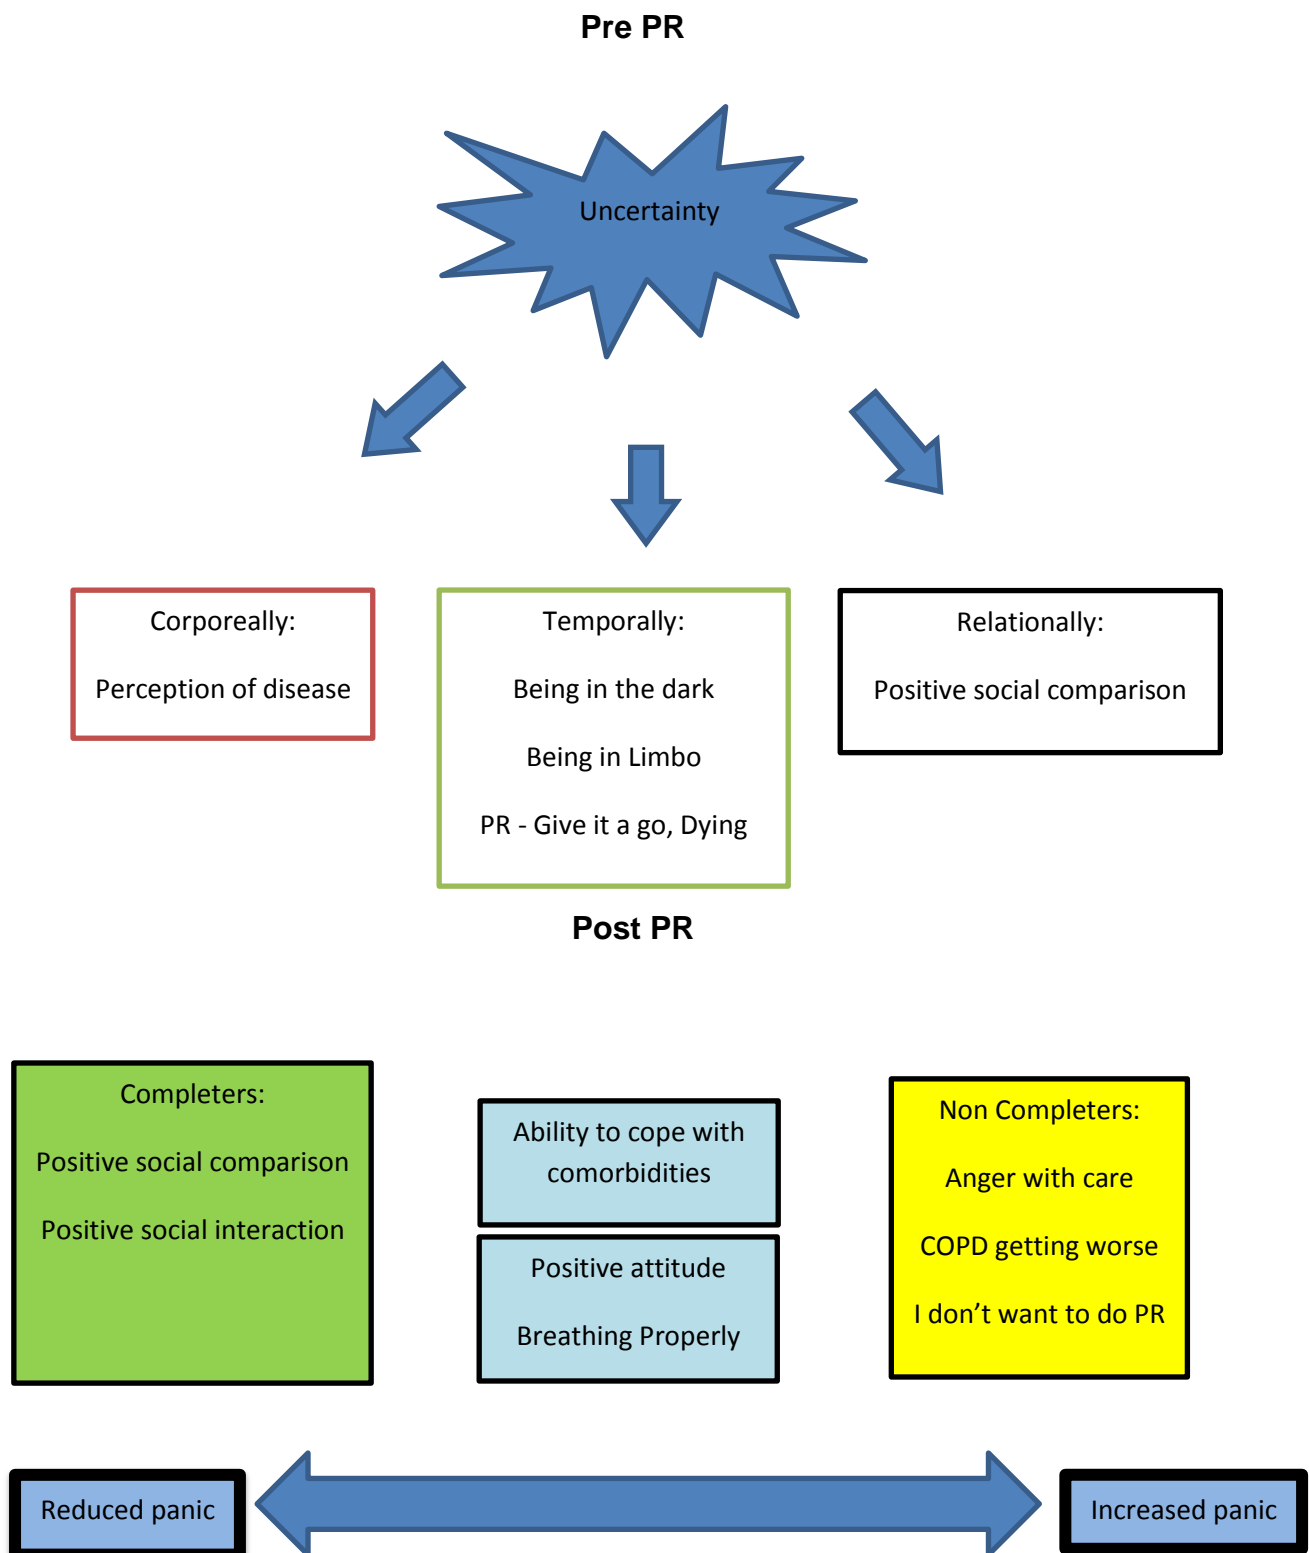 Pre PR
Uncertainty
Corporeally:
Perception of disease
Temporally:
Being in the dark
Being in Limbo
PR - Give it a go, Dying
Relationally:
Positive social comparison
Post PR
Completers:
Positive social comparison
Positive social interaction
Ability to cope with
comorbidities
Positive attitude
Breathing Properly
Non Completers:
Anger with care
COPD getting worse
I don’t want to do PR
Reduced panic
Increased panic